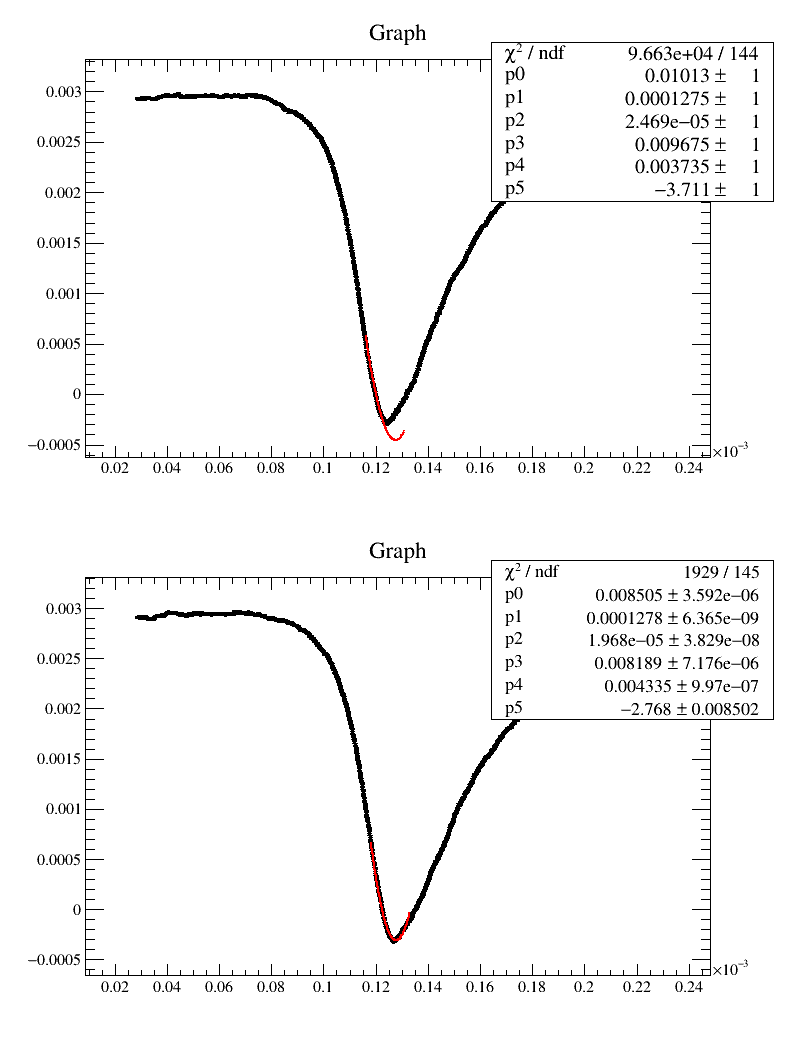 Graph
χ² / ndf 9.663e+04 / 144
p0 0.01013 ± 1
p1 0.0001275 ± 1
p2 2.469e−05 ± 1
p3 0.009675 ± 1
p4 0.003735 ± 1
p5 −3.711 ± 1
0.003
0.0025
0.002
0.0015
0.001
0.0005
0
−0.0005
0.02 0.04 0.06 0.08 0.1 0.12 0.14 0.16 0.18 0.2 0.22 0.24
×10⁻³
Graph
χ² / ndf 1929 / 145
p0 0.008505 ± 3.592e−06
p1 0.0001278 ± 6.365e−09
p2 1.968e−05 ± 3.829e−08
p3 0.008189 ± 7.176e−06
p4 0.004335 ± 9.97e−07
p5 −2.768 ± 0.008502
0.003
0.0025
0.002
0.0015
0.001
0.0005
0
−0.0005
0.02 0.04 0.06 0.08 0.1 0.12 0.14 0.16 0.18 0.2 0.22 0.24
×10⁻³